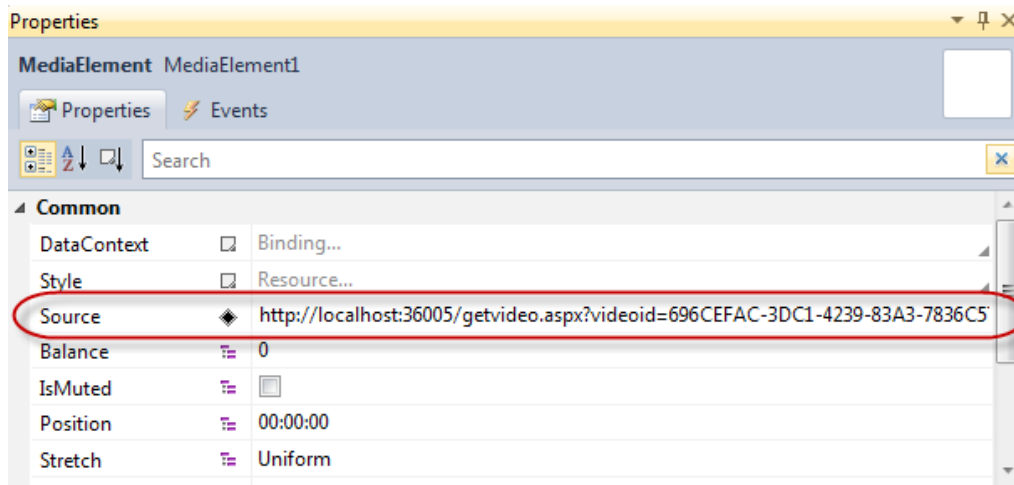 Properties
MediaElement MediaElement1
Properties Events
Search
Common
DataContext Binding...
Style Resource...
Source http://localhost:36005/getvideo.aspx?videoid=696CEFAC-3DC1-4239-83A3-7836C5
Balance 0
IsMuted
Position 00:00:00
Stretch Uniform